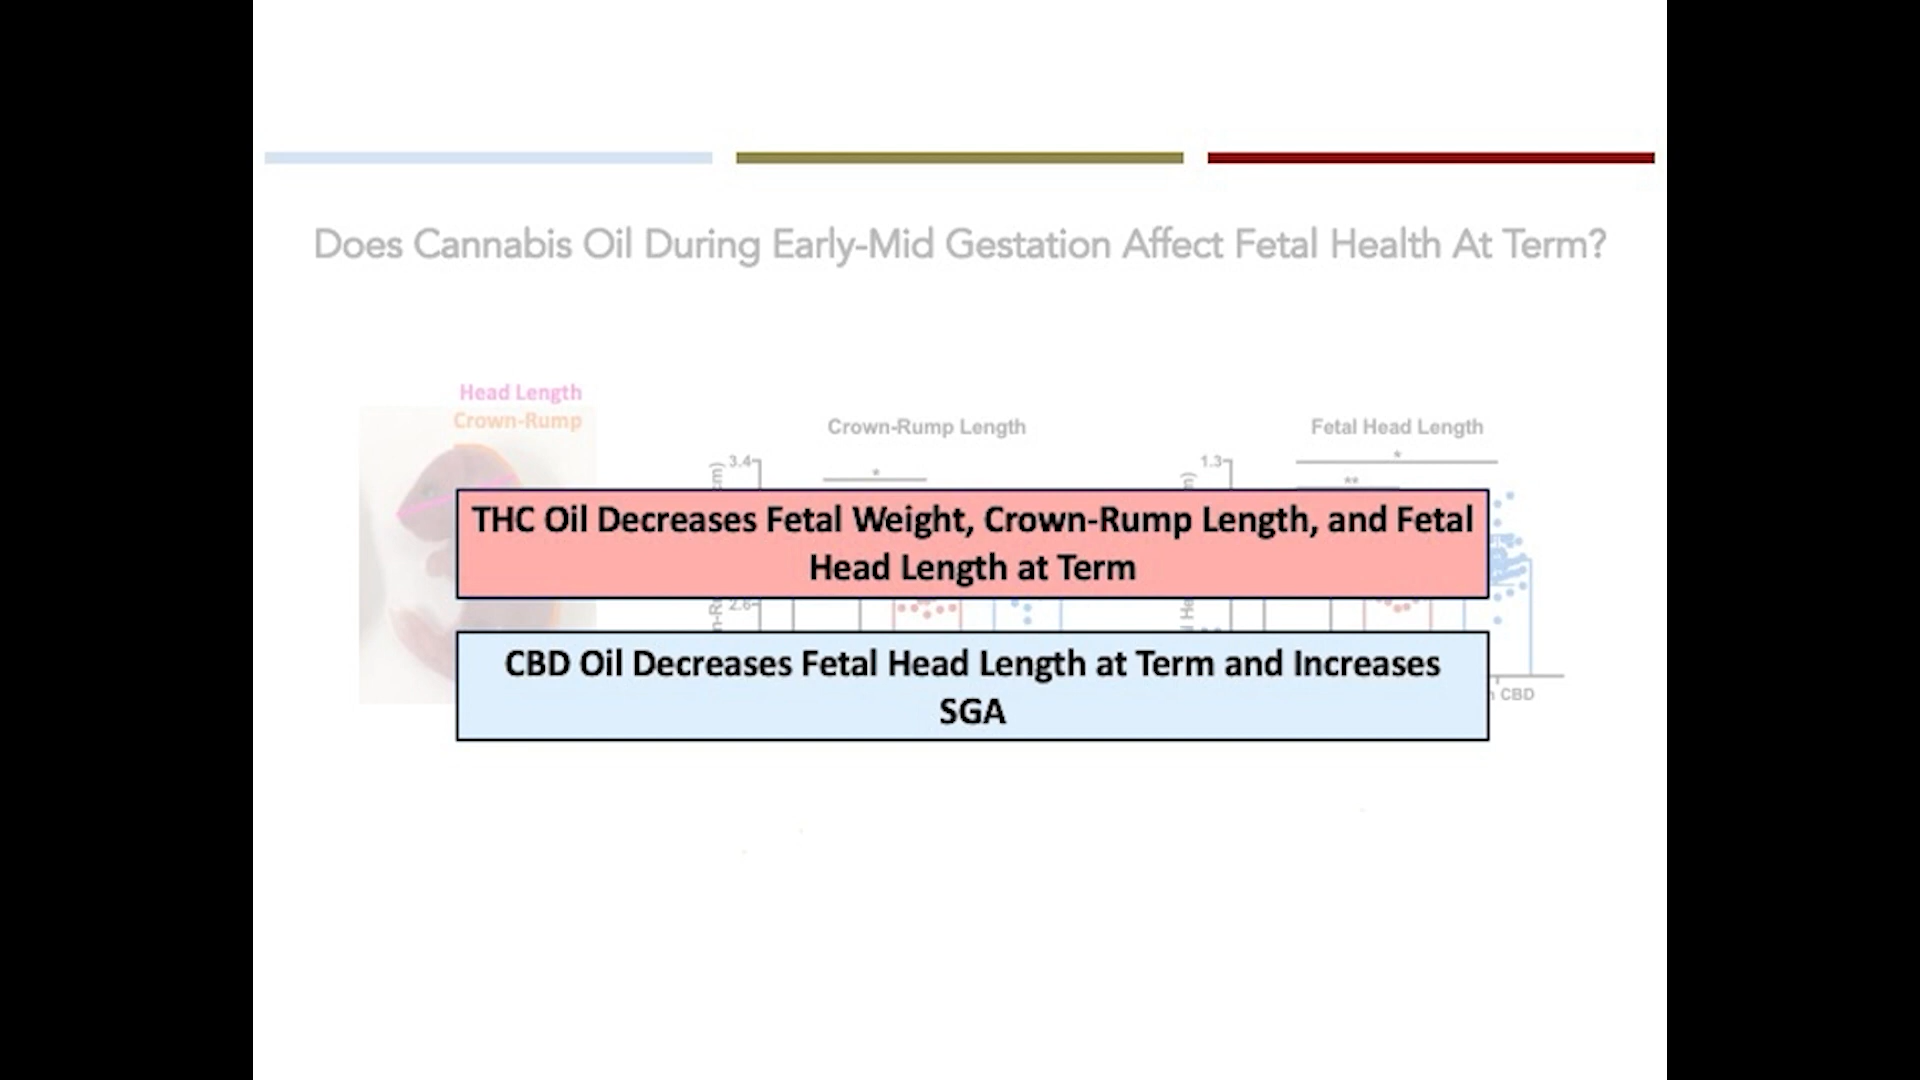 Does Cannabis Oil During Early-Mid Gestation Affect Fetal Health At Term?
Head Length
Crown-Rump
Crown-Rump Length
Fetal Head Length
3.4
*
1.3
*
**
THC Oil Decreases Fetal Weight, Crown-Rump Length, and Fetal
Head Length at Term
2.6
CBD Oil Decreases Fetal Head Length at Term and Increases
SGA
CBD